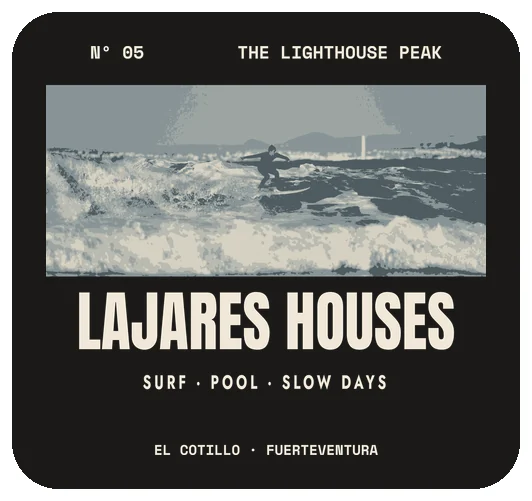 N° 05 THE LIGHTHOUSE PEAK
LAJARES HOUSES
SURF · POOL · SLOW DAYS
EL COTILLO · FUERTEVENTURA